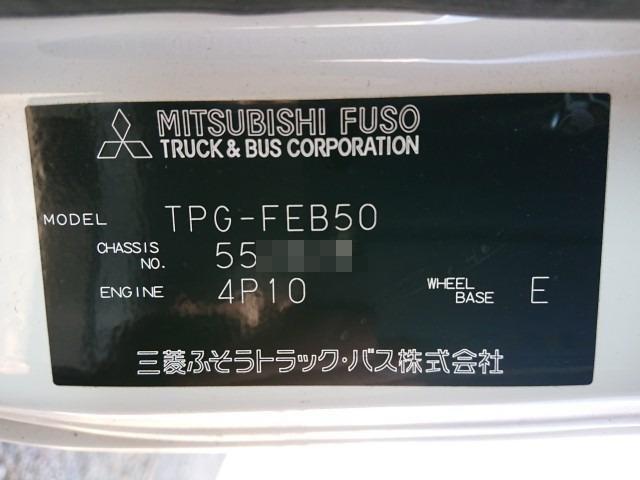 MITSUBISHI FUSO
TRUCK & BUS CORPORATION
MODEL TPG-FEB50
CHASSIS NO. 55
ENGINE 4P10 WHEEL BASE E
三菱ふそうトラック・バス株式会社